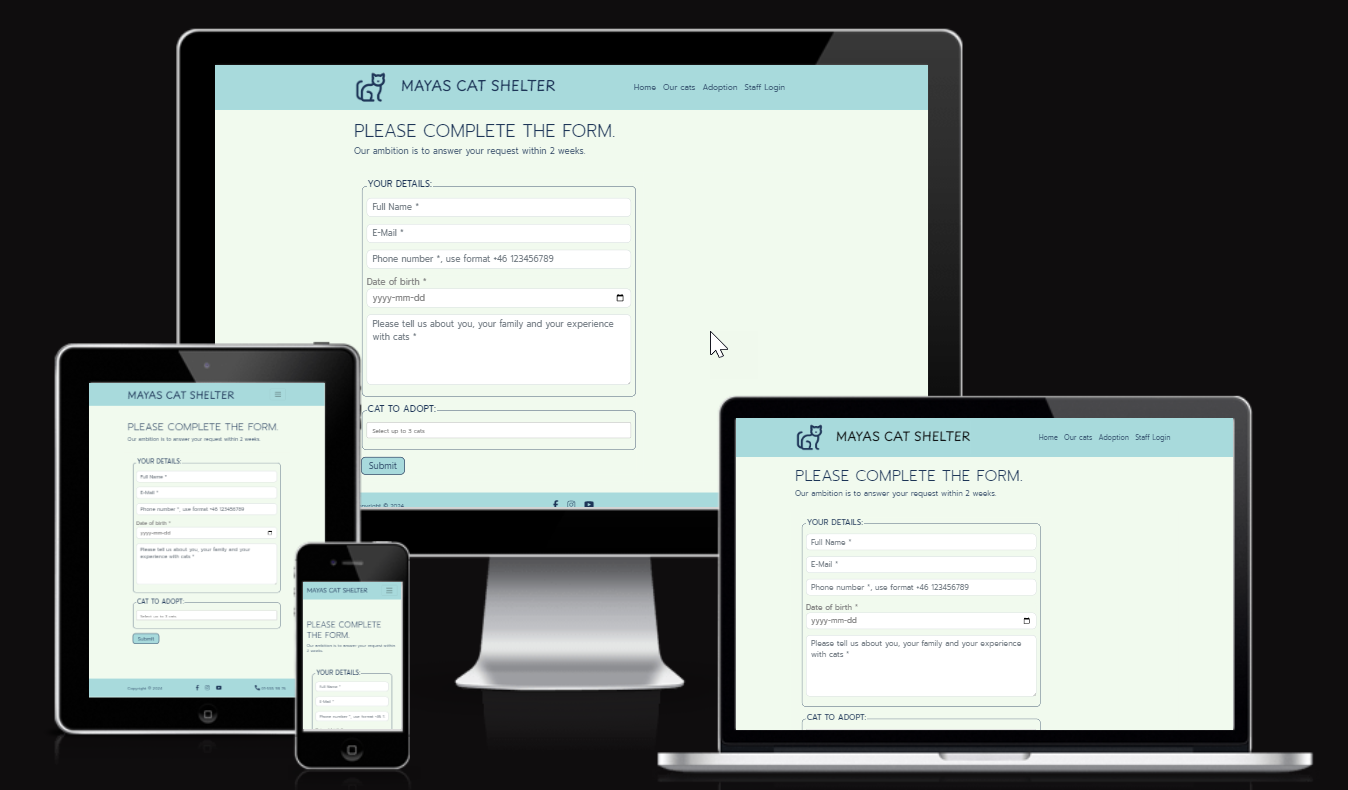 MAYAS CAT SHELTER
Home Our cats Adoption Staff Login
PLEASE COMPLETE THE FORM.
Our ambition is to answer your request within 2 weeks.
YOUR DETAILS:
Full Name *
E-Mail *
Phone number *, use format +46 123456789
Date of birth *
yyyy-mm-dd
Please tell us about you, your family and your experience
with cats *
CAT TO ADOPT:
Select up to 3 cats
Submit
Copyright © 2024
MAYAS CAT SHELTER
PLEASE COMPLETE THE FORM.
Our ambition is to answer your request within 2 weeks.
YOUR DETAILS:
Full Name *
E-Mail *
Phone number *, use format +46 123456789
Date of birth *
yyyy-mm-dd
Please tell us about you, your family and your
experience with cats *
CAT TO ADOPT:
Select up to 3 cats
Submit
Copyright © 2024
MAYAS CAT SHELTER
PLEASE COMPLETE
THE FORM.
Our ambition is to answer your request within
2 weeks.
YOUR DETAILS:
Full Name *
E-Mail *
Phone number *, use format +46 1
MAYAS CAT SHELTER
Home Our cats Adoption Staff Login
PLEASE COMPLETE THE FORM.
Our ambition is to answer your request within 2 weeks.
YOUR DETAILS:
Full Name *
E-Mail *
Phone number *, use format +46 123456789
Date of birth *
yyyy-mm-dd
Please tell us about you, your family and your experience
with cats *
CAT TO ADOPT: